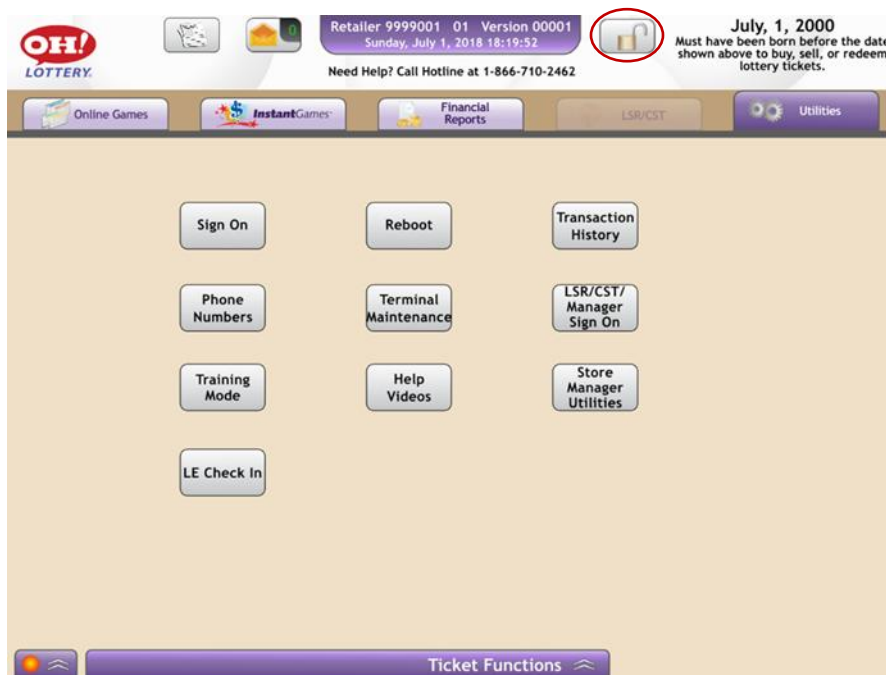 OH!
LOTTERY.
0
Retailer 9999001 01 Version 00001
Sunday, July 1, 2018 18:19:52
Need Help? Call Hotline at 1-866-710-2462
July, 1, 2000
Must have been born before the date
shown above to buy, sell, or redeem
lottery tickets.
Online Games
InstantGames
Financial
Reports
LSR/CST
Utilities
Sign On
Reboot
Transaction
History
Phone
Numbers
Terminal
Maintenance
LSR/CST/
Manager
Sign On
Training
Mode
Help
Videos
Store
Manager
Utilities
LE Check In
Ticket Functions